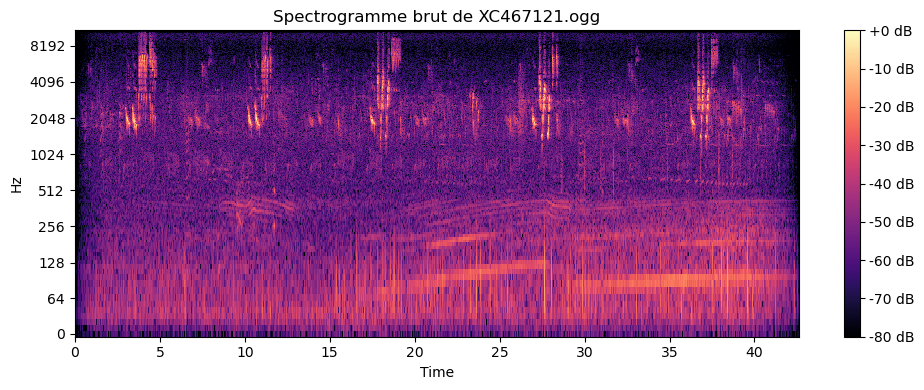 Spectrogramme brut de XC467121.ogg
Hz
8192
4096
2048
1024
512
256
128
64
0
0 5 10 15 20 25 30 35 40
Time
+0 dB
-10 dB
-20 dB
-30 dB
-40 dB
-50 dB
-60 dB
-70 dB
-80 dB